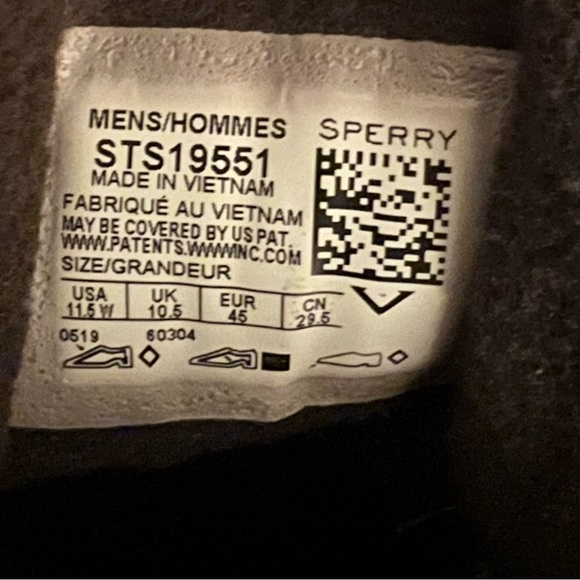 MENS/HOMMES
SPERRY
STS19551
MADE IN VIETNAM
FABRIQUÉ AU VIETNAM
MAY BE COVERED BY US PAT.
WWW.PATENTS.WWWINC.COM
SIZE/GRANDEUR
USA UK EUR CN
11.5 W 10.5 45 29.5
0519 60304